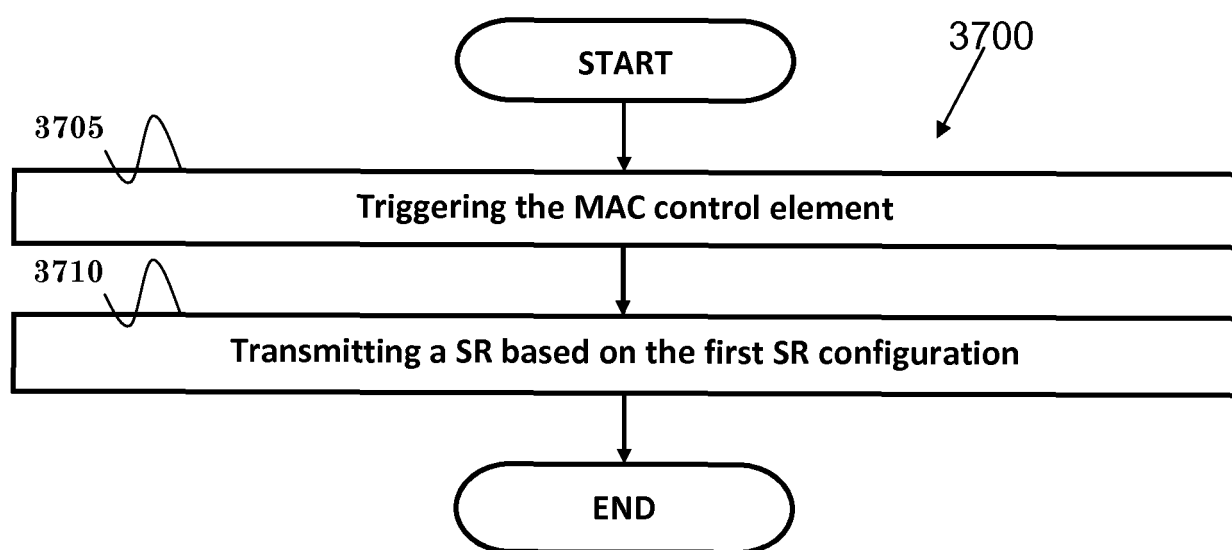 START
3700
3705
Triggering the MAC control element
3710
Transmitting a SR based on the first SR configuration
END